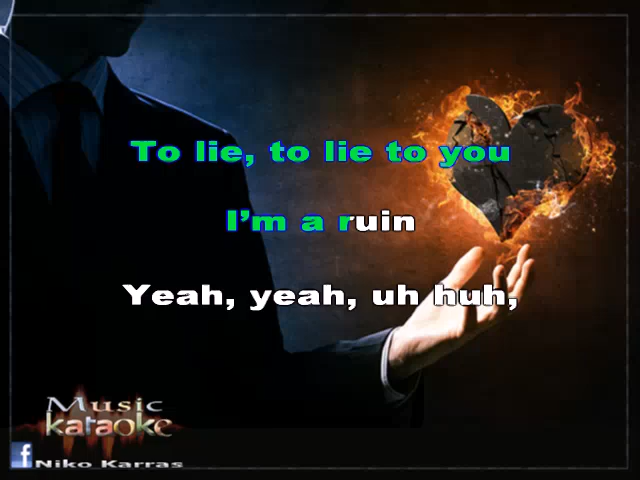 To lie, to lie to you
I'm a ruin
Yeah, yeah, uh huh,
Music
karaoke
f Niko Karras